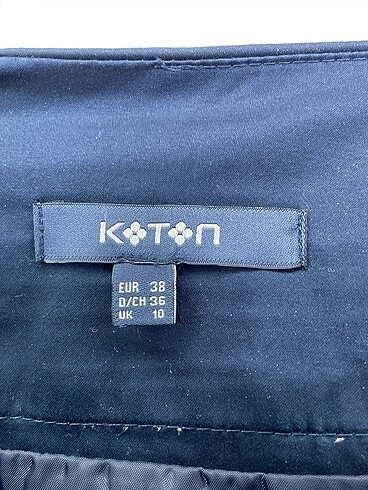 KOTON
EUR 38
D/CH 36
UK 10